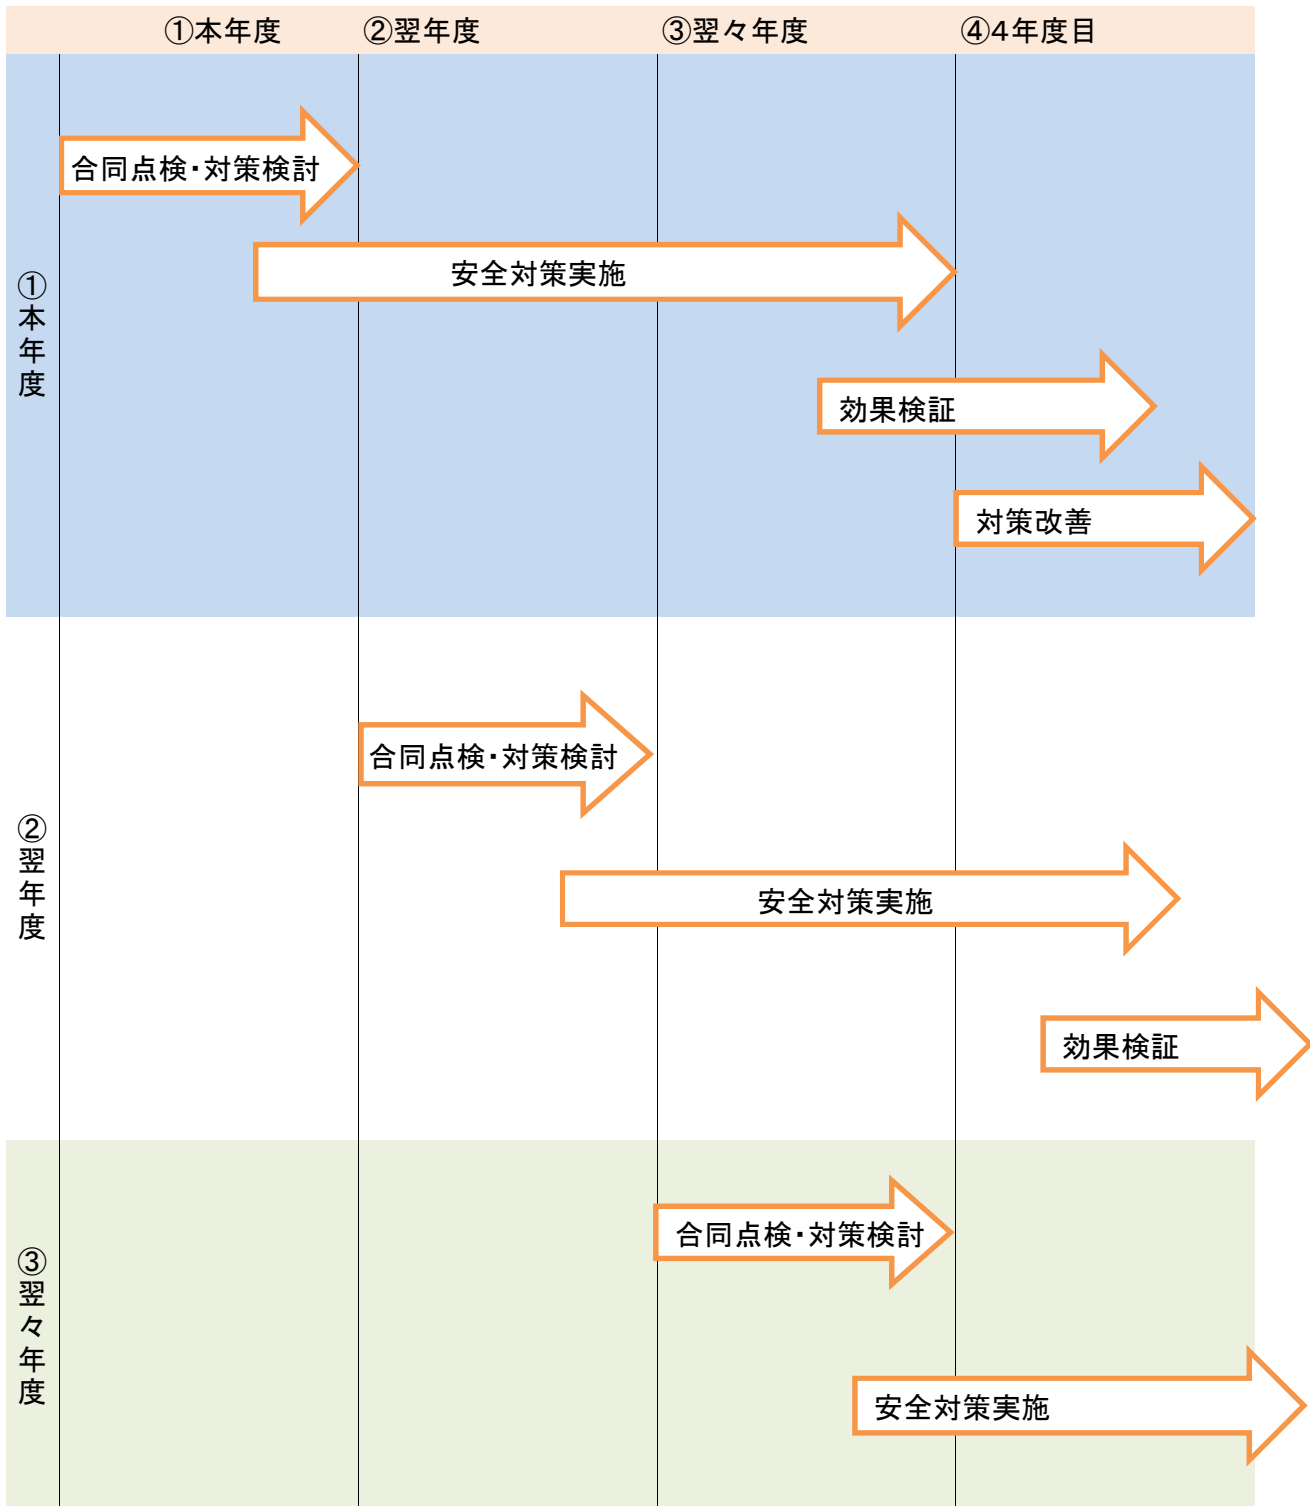 ①本年度
②翌年度
③翌々年度
④4年度目
①本年度
合同点検・対策検討
安全対策実施
効果検証
対策改善
②翌年度
合同点検・対策検討
安全対策実施
効果検証
③翌々年度
合同点検・対策検討
安全対策実施